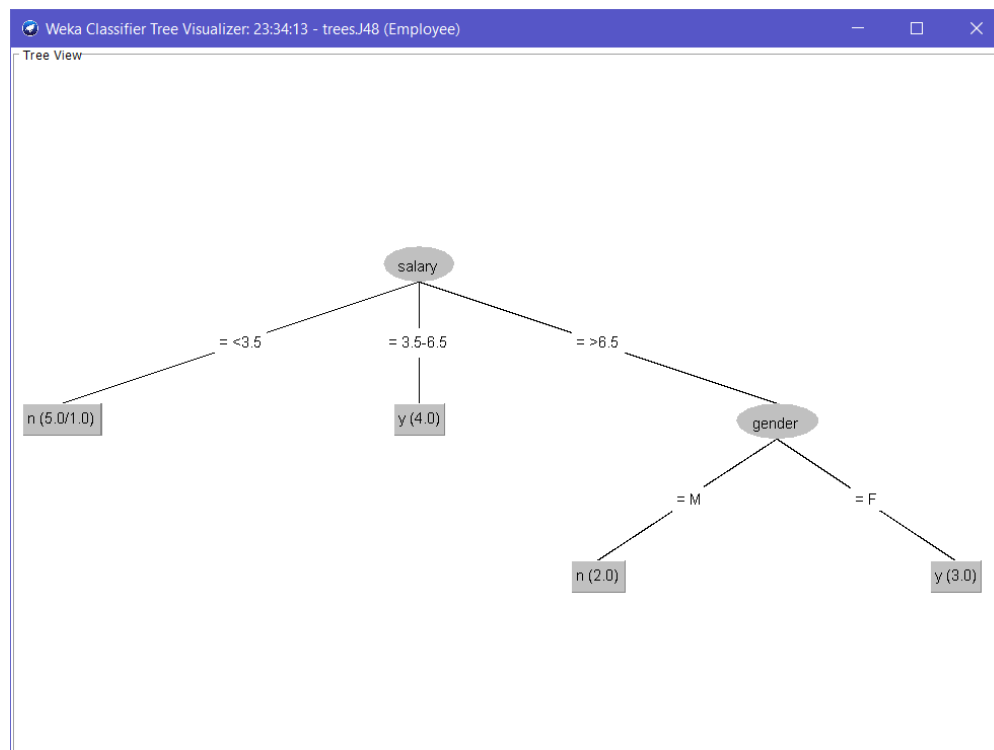 Weka Classifier Tree Visualizer: 23:34:13 - trees.J48 (Employee)
Tree View
salary
= <3.5
= 3.5-6.5
= >6.5
n (5.0/1.0)
y (4.0)
gender
= M
= F
n (2.0)
y (3.0)